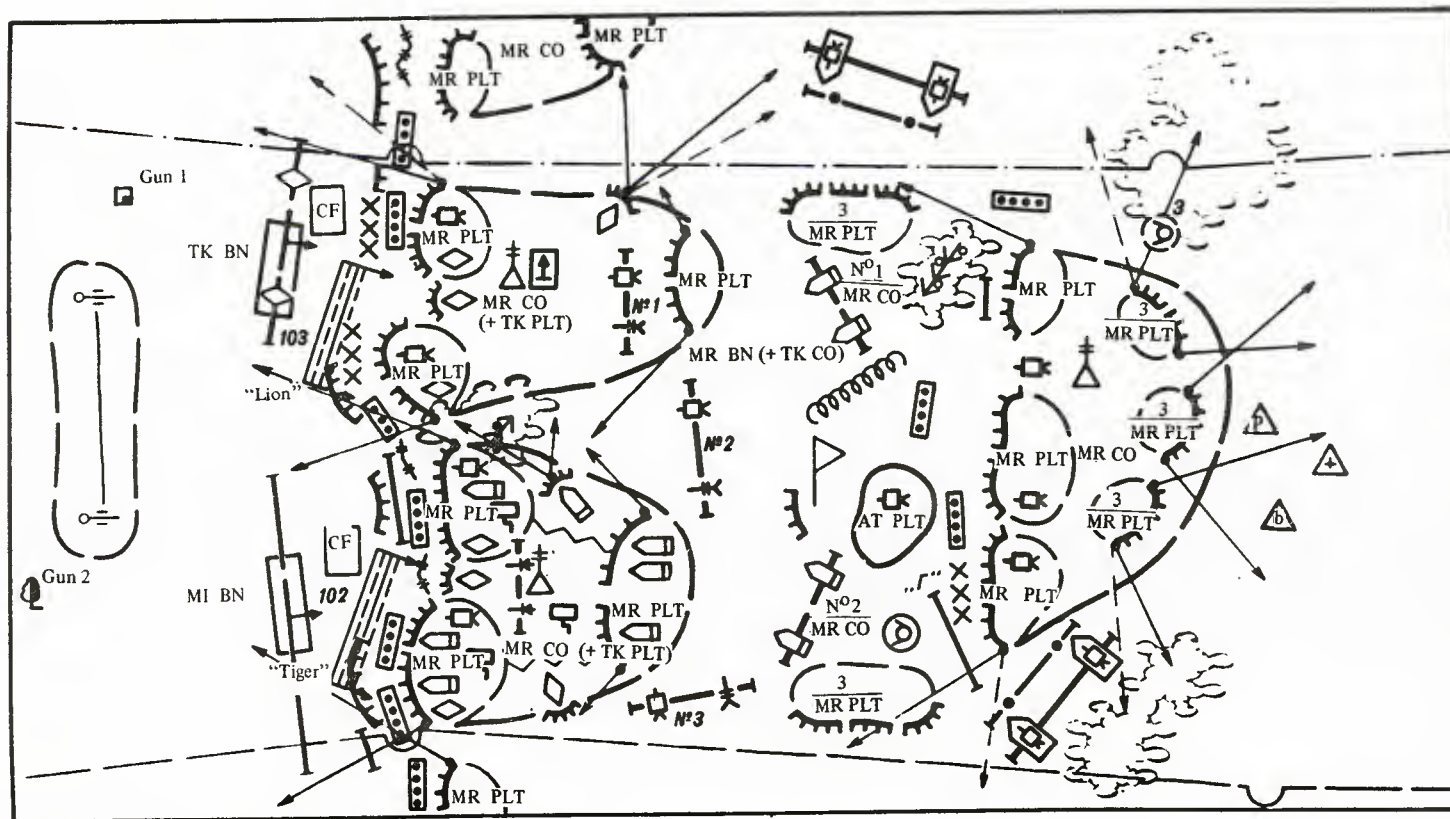 MR PLT
MR CO
MR PLT
Gun 1
CF
TK BN
MR PLT
3
3
MR PLT
Nº1
MR CO
MR PLT
MR PLT
MR CO
(+ TK PLT)
№1
103
3
MR PLT
MR PLT
MR BN (+ TK CO)
"Lion"
3
MR PLT
P
№2
MR PLT
MR CO
+
MR PLT
AT PLT
3
MR PLT
b
CF
Gun 2
MI BN
102
MR PLT
Nº2
MR CO
„Г"
MR PLT
MR PLT
MR CO (+ TK PLT)
"Tiger"
3
MR PLT
№3
MR PLT